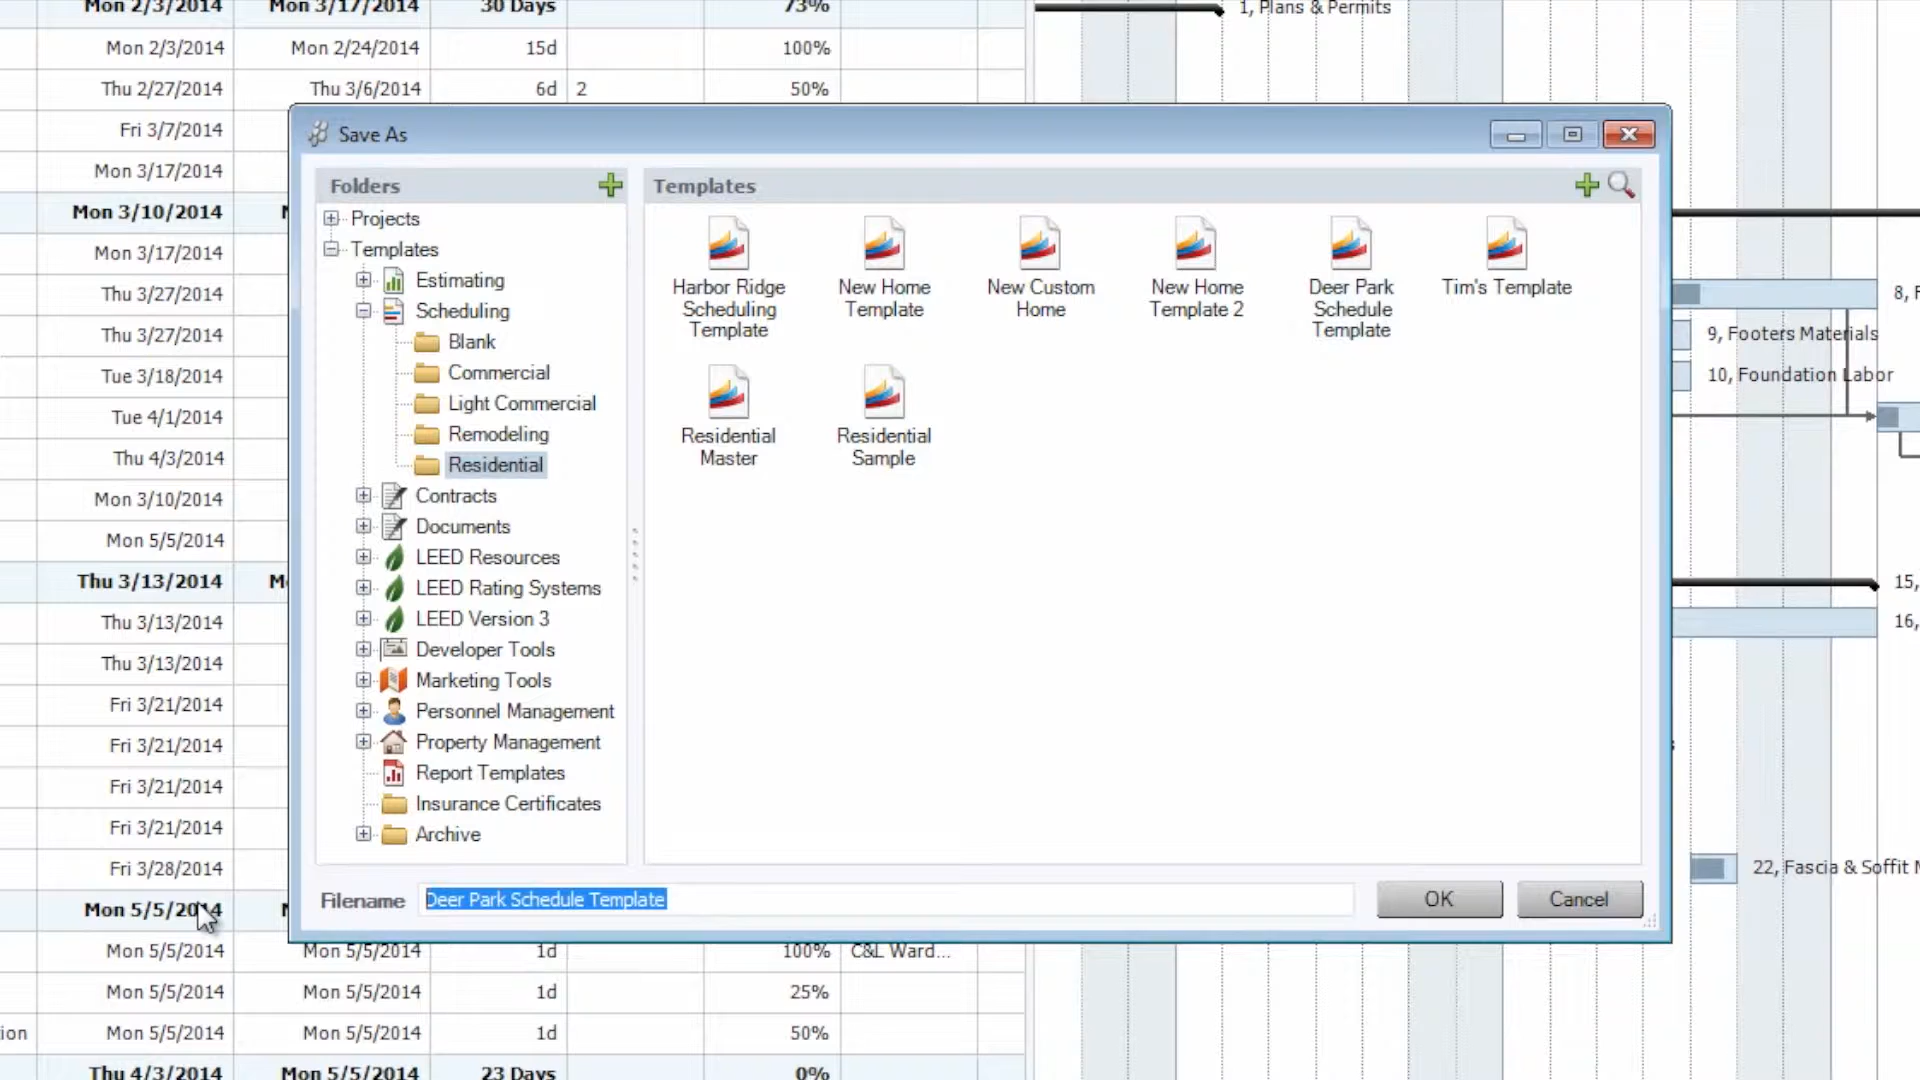 Mon 2/3/2014 Mon 3/17/2014 30 Days 73% 1, Plans & Permits
Mon 2/3/2014 Mon 2/24/2014 15d 100%
Thu 2/27/2014 Thu 3/6/2014 6d 2 50%
Fri 3/7/2014
Mon 3/17/2014
Mon 3/10/2014
Mon 3/17/2014
Thu 3/27/2014
Thu 3/27/2014
Tue 3/18/2014
Tue 4/1/2014
Thu 4/3/2014
Mon 3/10/2014
Mon 5/5/2014
Thu 3/13/2014
Thu 3/13/2014
Thu 3/13/2014
Fri 3/21/2014
Fri 3/21/2014
Fri 3/21/2014
Fri 3/21/2014
Fri 3/28/2014
Mon 5/5/2014
Save As
Folders
Projects
Templates
Estimating
Scheduling
Blank
Commercial
Light Commercial
Remodeling
Residential
Contracts
Documents
LEED Resources
LEED Rating Systems
LEED Version 3
Developer Tools
Marketing Tools
Personnel Management
Property Management
Report Templates
Insurance Certificates
Archive
Templates
Harbor Ridge
Scheduling
Template
New Home
Template
New Custom
Home
New Home
Template 2
Deer Park
Schedule
Template
Tim's Template
Residential
Master
Residential
Sample
Filename Deer Park Schedule Template OK Cancel
8,
9, Footers Materials
10, Foundation Labor
15,
16,
22, Fascia & Soffit
Mon 5/5/2014 Mon 5/5/2014 1d 100% C&L Ward...
Mon 5/5/2014 Mon 5/5/2014 1d 25%
ion Mon 5/5/2014 Mon 5/5/2014 1d 50%
Thu 4/3/2014 Mon 5/5/2014 23 Days 0%